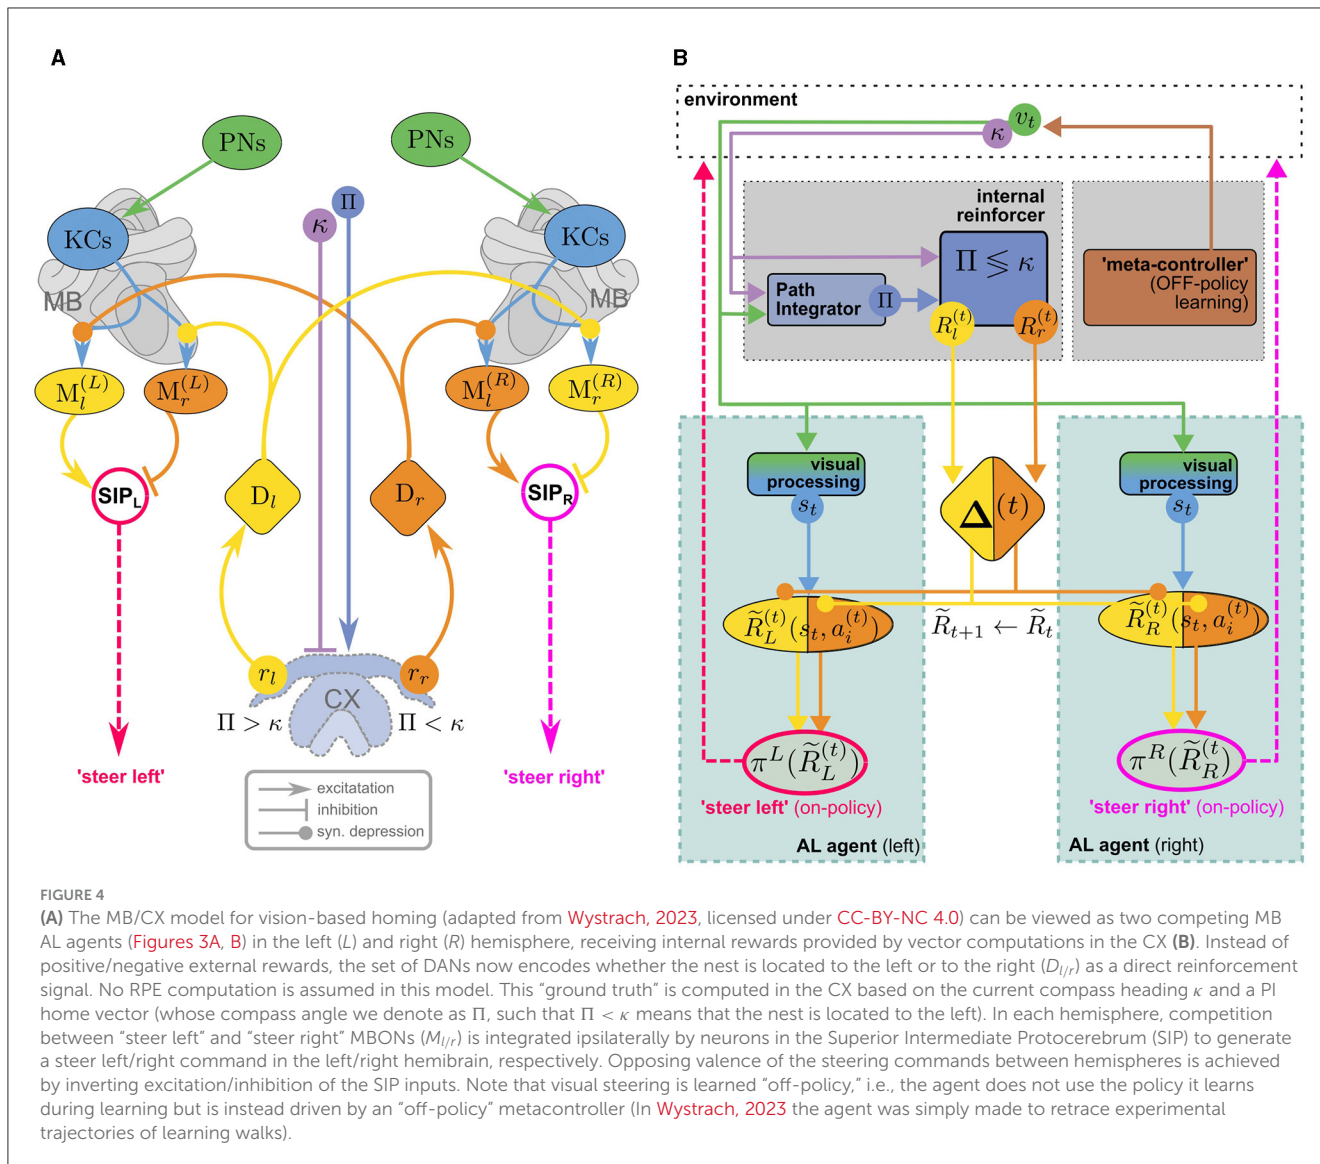 A
B
PNs
PNs
κ
Π
KCs
KCs
MB
MB
M_l^(L)
M_r^(L)
M_l^(R)
M_r^(R)
SIP_L
D_l
D_r
SIP_R
r_l
r_r
CX
Π > κ
Π < κ
'steer left'
'steer right'
excitatation
inhibition
syn. depression
environment
κ
v_t
internal
reinforcer
Π ≶ κ
Path
Integrator
Π
R_l^(t)
R_r^(t)
'meta-controller'
(OFF-policy
learning)
visual
processing
s_t
Δ^(t)
visual
processing
s_t
R̃_L^(t)(s_t, a_i^(t))
R̃_{t+1} ← R̃_t
R̃_R^(t)(s_t, a_i^(t))
π^L(R̃_L^(t))
π^R(R̃_R^(t)
'steer left' (on-policy)
'steer right' (on-policy)
AL agent (left)
AL agent (right)
FIGURE 4
(A) The MB/CX model for vision-based homing (adapted from Wystrach, 2023, licensed under CC-BY-NC 4.0) can be viewed as two competing MB
AL agents (Figures 3A, B) in the left (L) and right (R) hemisphere, receiving internal rewards provided by vector computations in the CX (B). Instead of
positive/negative external rewards, the set of DANs now encodes whether the nest is located to the left or to the right (D_l/r) as a direct reinforcement
signal. No RPE computation is assumed in this model. This “ground truth” is computed in the CX based on the current compass heading κ and a PI
home vector (whose compass angle we denote as Π, such that Π < κ means that the nest is located to the left). In each hemisphere, competition
between “steer left” and “steer right” MBONs (M_l/r) is integrated ipsilaterally by neurons in the Superior Intermediate Protocerebrum (SIP) to generate
a steer left/right command in the left/right hemibrain, respectively. Opposing valence of the steering commands between hemispheres is achieved
by inverting excitation/inhibition of the SIP inputs. Note that visual steering is learned “off-policy,” i.e., the agent does not use the policy it learns
during learning but is instead driven by an “off-policy” metacontroller (In Wystrach, 2023 the agent was simply made to retrace experimental
trajectories of learning walks).